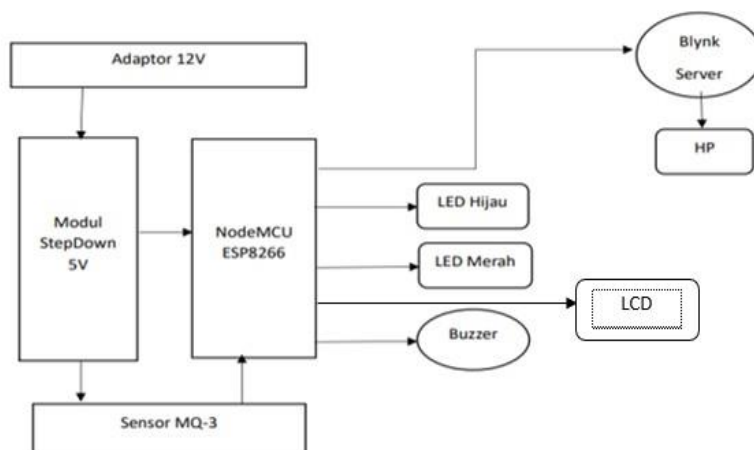 Adaptor 12V
Blynk
Server
HP
Modul
StepDown
5V
NodeMCU
ESP8266
LED Hijau
LED Merah
LCD
Buzzer
Sensor MQ-3